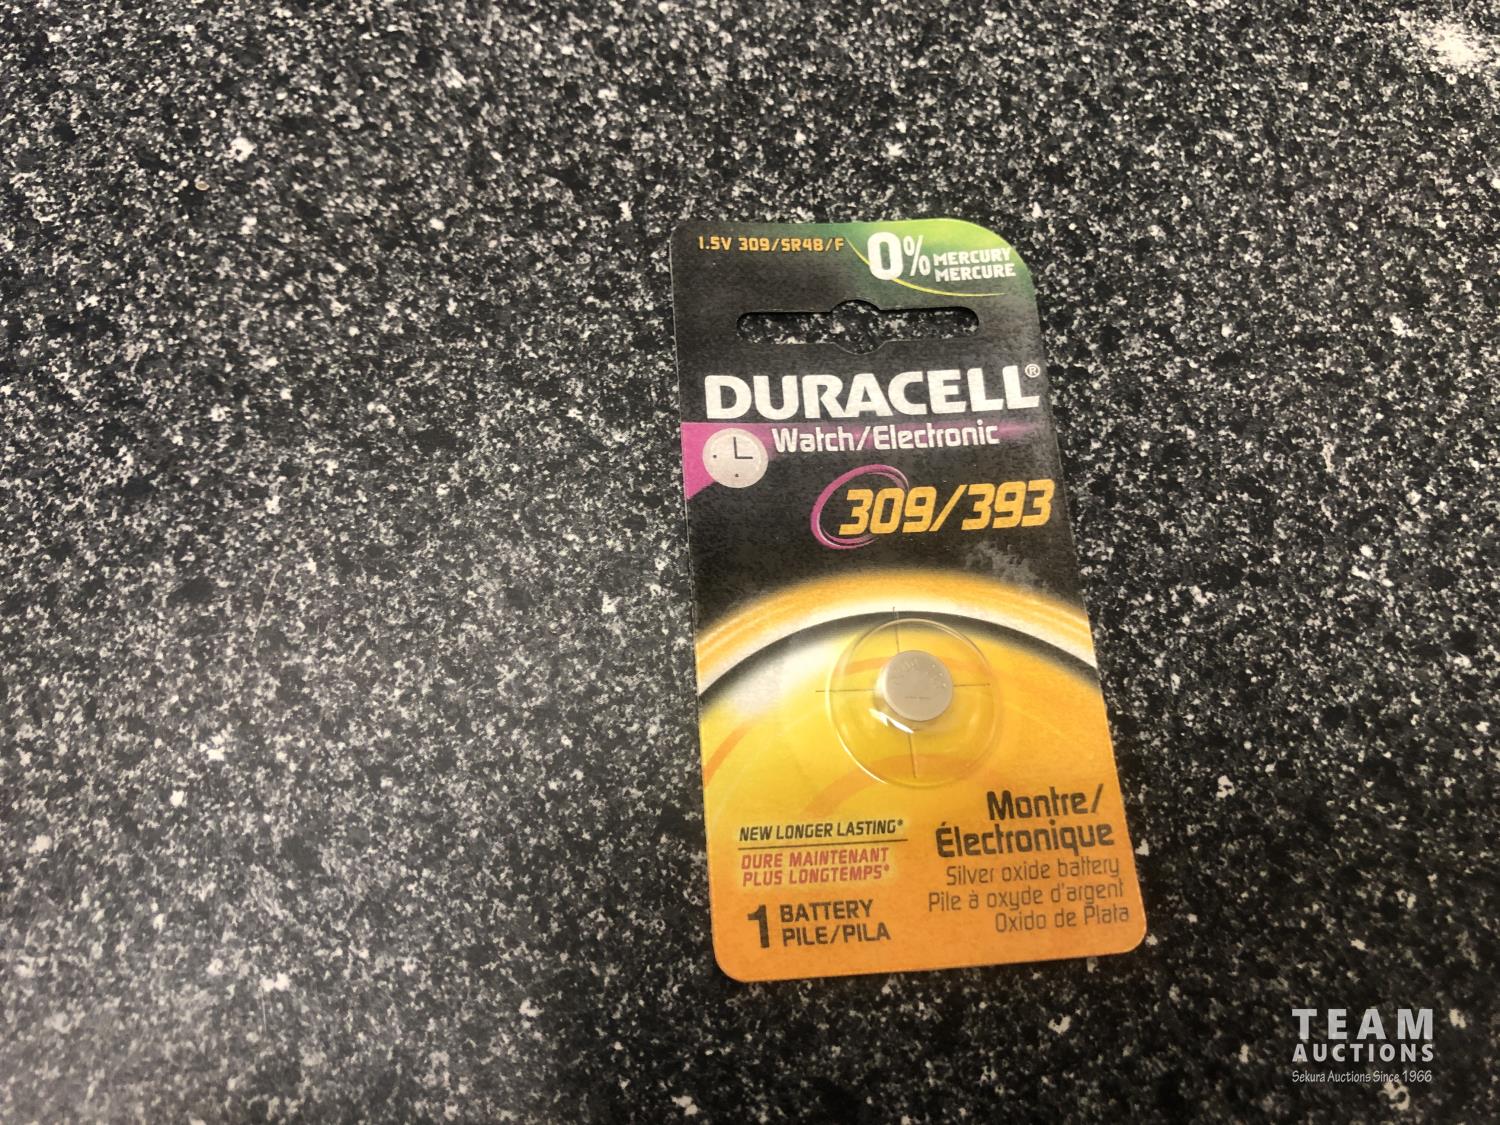 1.5V 309/SR48/F
0% MERCURY
MERCURE
DURACELL®
Watch/Electronic
309/393
NEW LONGER LASTING*
DURE MAINTENANT
PLUS LONGTEMPS*
1 BATTERY
PILE/PILA
Montre/
Électronique
Silver oxide battery
Pile à oxyde d'argent
Oxido de Plata
TEAM
AUCTIONS
Sekura Auctions Since 1966